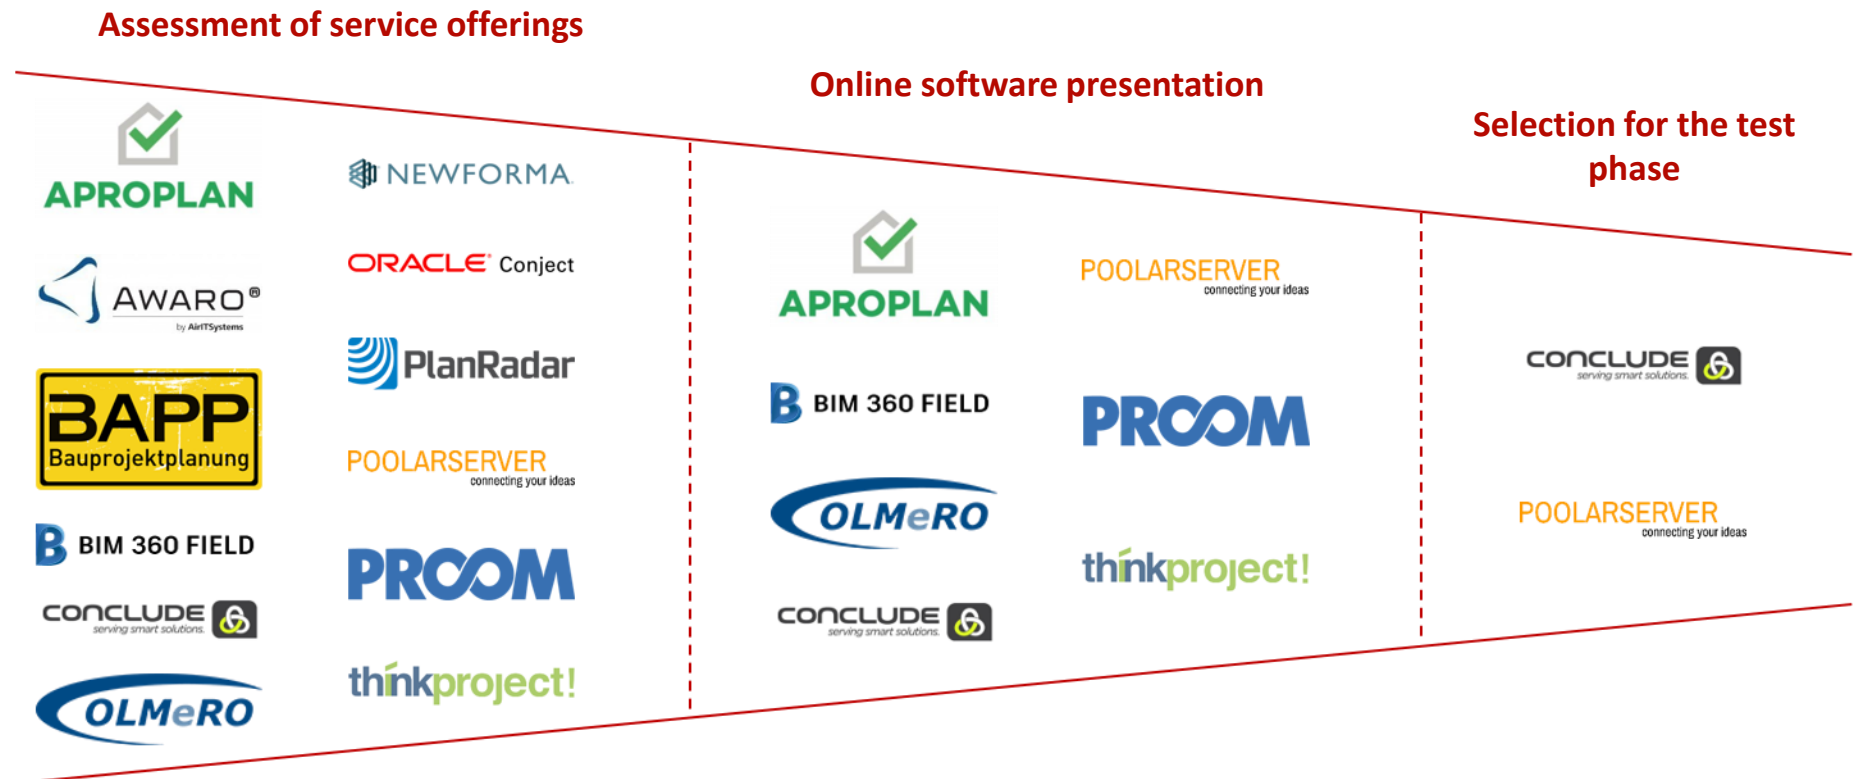 Assessment of service offerings
APROPLAN
AWARO®
by AirITSystems
BAPP
Bauprojektplanung
B BIM 360 FIELD
CONCLUDE
serving smart solutions.
OLMeRO
NEWFORMA
ORACLE® Conject
PlanRadar
POOLARSERVER
connecting your ideas
PROOM
thinkproject!
Online software presentation
APROPLAN
B BIM 360 FIELD
OLMeRO
CONCLUDE
serving smart solutions.
POOLARSERVER
connecting your ideas
PROOM
thinkproject!
Selection for the test
phase
CONCLUDE
serving smart solutions.
POOLARSERVER
connecting your ideas